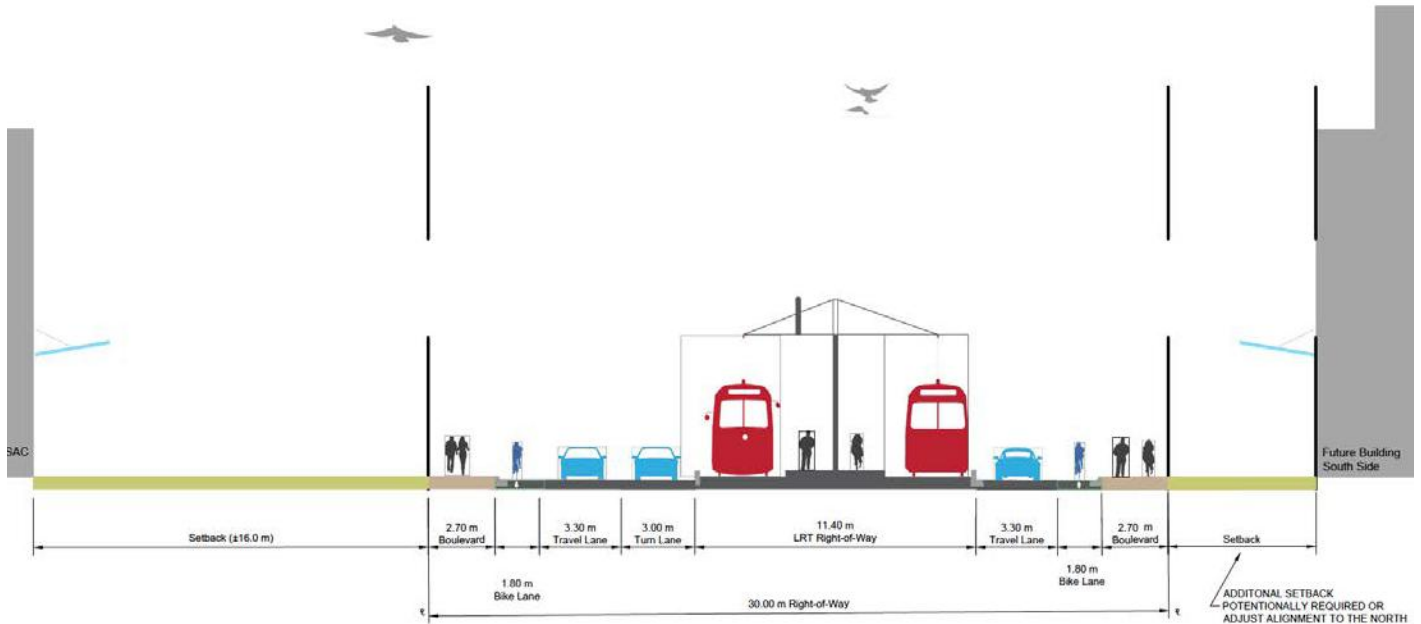 SAC
Future Building
South Side
Setback (±16.0 m)
2.70 m
Boulevard
1.80 m
Bike Lane
3.30 m
Travel Lane
3.00 m
Turn Lane
11.40 m
LRT Right-of-Way
3.30 m
Travel Lane
1.80 m
Bike Lane
2.70 m
Boulevard
Setback
30.00 m Right-of-Way
ADDITONAL SETBACK
POTENTIALLY REQUIRED OR
ADJUST ALIGNMENT TO THE NORTH